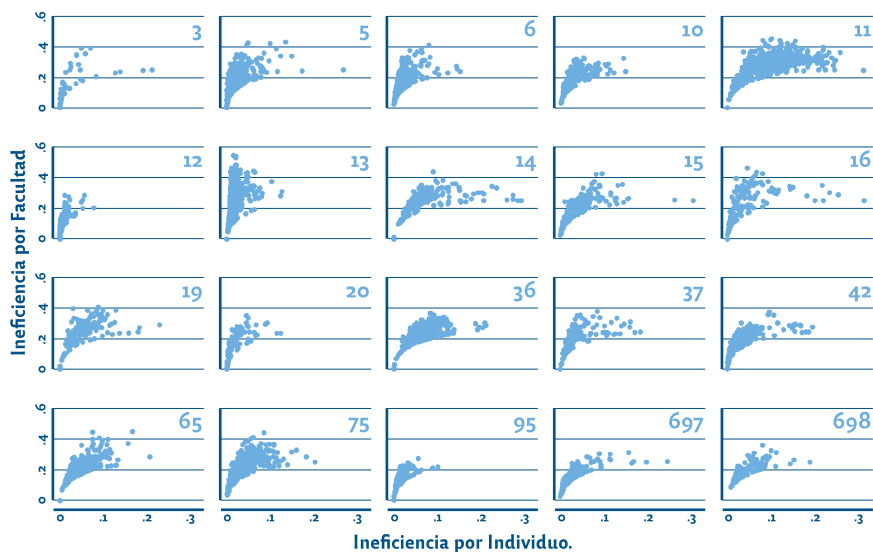 .6 3 5 6 10 11
.4
.2
0
.6 12 13 14 15 16
.4
.2
0
.6 19 20 36 37 42
.4
.2
0
.6 65 75 95 697 698
.4
.2
0
0 .1 .2 .3 0 .1 .2 .3 0 .1 .2 .3 0 .1 .2 .3 0 .1 .2 .3
Ineficiencia por Facultad
Ineficiencia por Individuo.